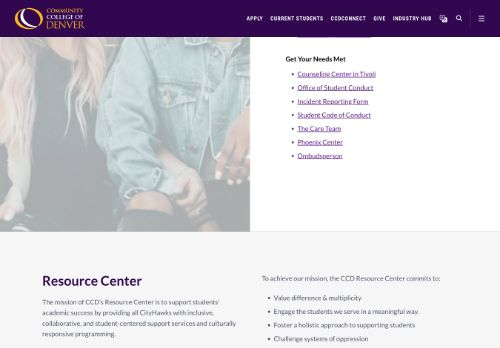 COMMUNITY
COLLEGE OF
DENVER
APPLY CURRENT STUDENTS CCDCONNECT GIVE INDUSTRY HUB
Get Your Needs Met
• Counseling Center in Tivoli
• Office of Student Conduct
• Incident Reporting Form
• Student Code of Conduct
• The Care Team
• Phoenix Center
• Ombudsperson
Resource Center
The mission of CCD's Resource Center is to support students'
academic success by providing all CityHawks with inclusive,
collaborative, and student-centered support services and culturally
responsive programming.
To achieve our mission, the CCD Resource Center commits to:
• Value difference & multiplicity
• Engage the students we serve in a meaningful way.
• Foster a holistic approach to supporting students
• Challenge systems of oppression